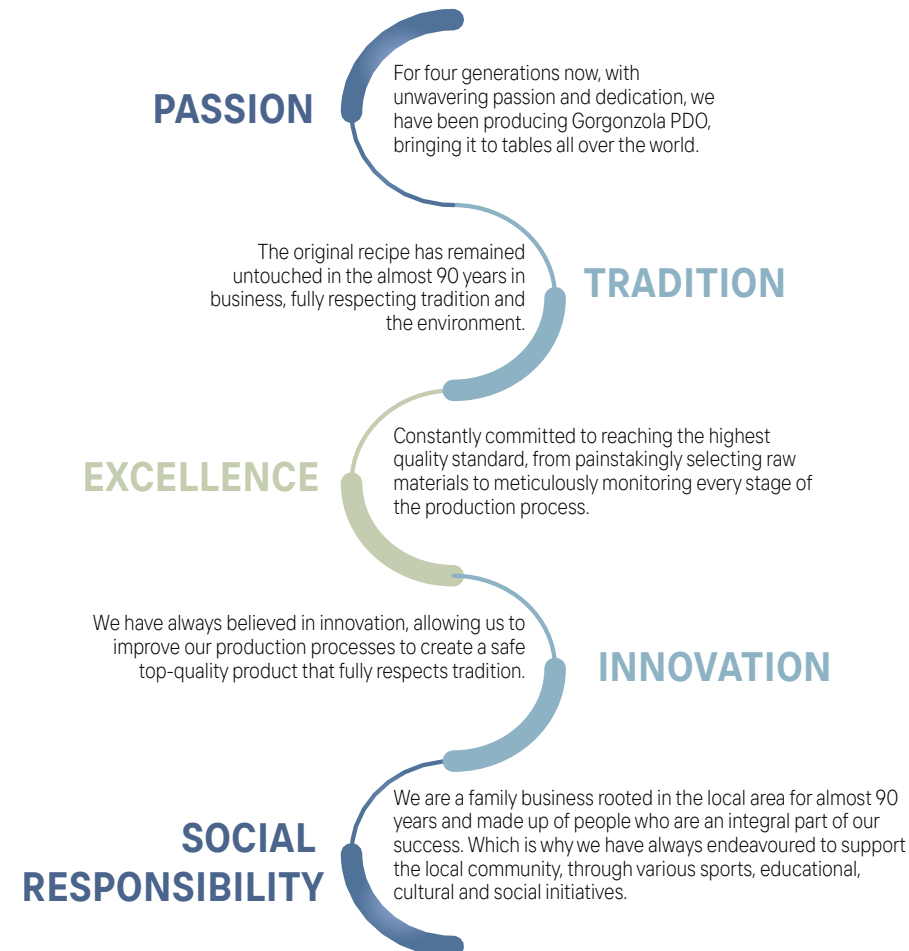 PASSION
For four generations now, with
unwavering passion and dedication, we
have been producing Gorgonzola PDO,
bringing it to tables all over the world.
The original recipe has remained
untouched in the almost 90 years in
business, fully respecting tradition and
the environment.
TRADITION
EXCELLENCE
Constantly committed to reaching the highest
quality standard, from painstakingly selecting raw
materials to meticulously monitoring every stage of
the production process.
We have always believed in innovation, allowing us to
improve our production processes to create a safe
top-quality product that fully respects tradition.
INNOVATION
SOCIAL
RESPONSIBILITY
We are a family business rooted in the local area for almost 90
years and made up of people who are an integral part of our
success. Which is why we have always endeavoured to support
the local community, through various sports, educational,
cultural and social initiatives.